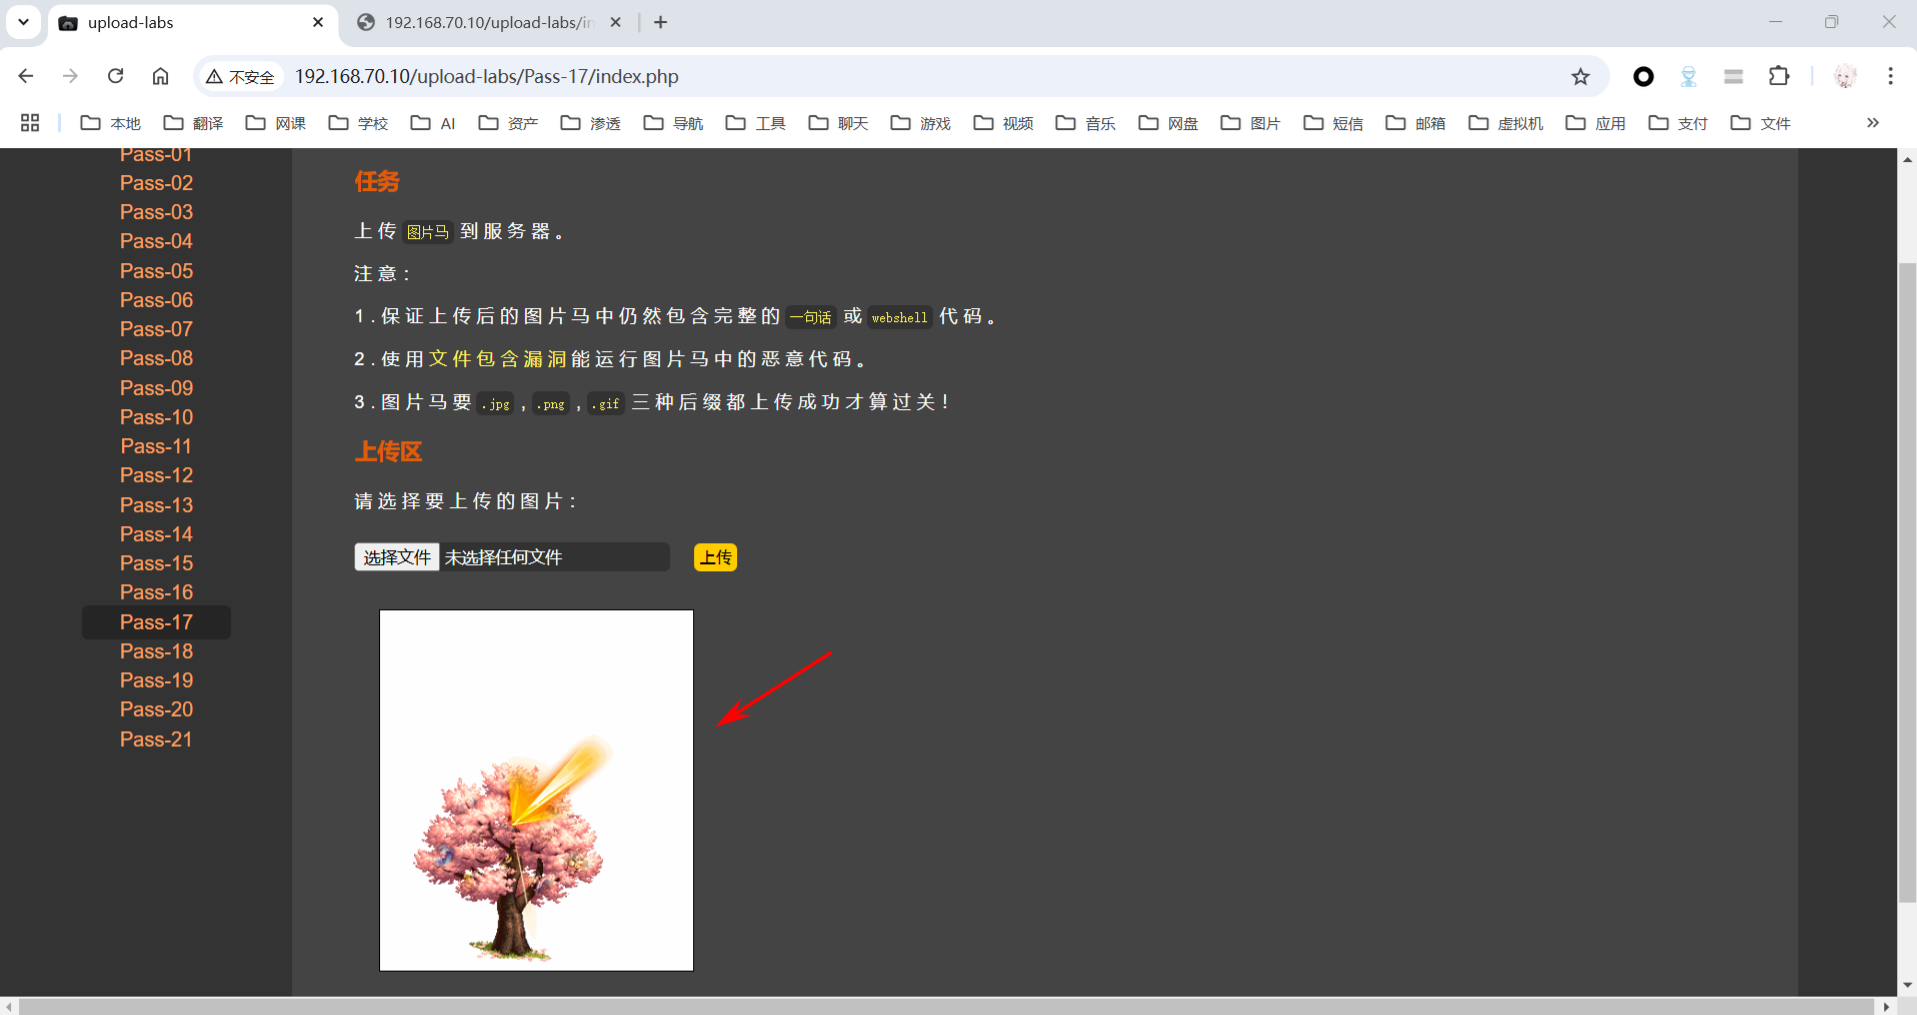 upload-labs
192.168.70.10/upload-labs/in
不安全
192.168.70.10/upload-labs/Pass-17/index.php
本地 翻译 网课 学校 AI 资产 渗透 导航 工具 聊天 游戏 视频 音乐 网盘 图片 短信 邮箱 虚拟机 应用 支付 文件
Pass-01
Pass-02
Pass-03
Pass-04
Pass-05
Pass-06
Pass-07
Pass-08
Pass-09
Pass-10
Pass-11
Pass-12
Pass-13
Pass-14
Pass-15
Pass-16
Pass-17
Pass-18
Pass-19
Pass-20
Pass-21
任务
上传 图片马 到服务器。
注意：
1.保证上传后的图片马中仍然包含完整的 一句话 或 webshell 代码。
2.使用文件包含漏洞能运行图片马中的恶意代码。
3.图片马要 .jpg , .png , .gif 三种后缀都上传成功才算过关！
上传区
请选择要上传的图片：
选择文件 未选择任何文件 上传